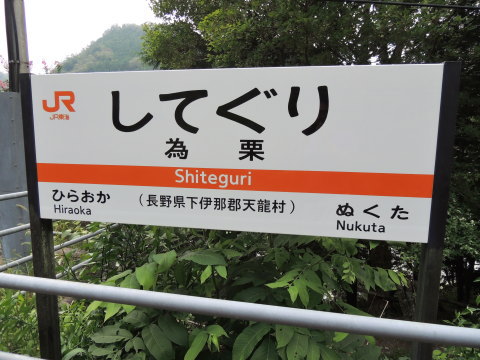 JR
JR東海
してぐり
為栗
Shiteguri
ひらおか
Hiraoka
（長野県下伊那郡天龍村）
ぬくた
Nukuta